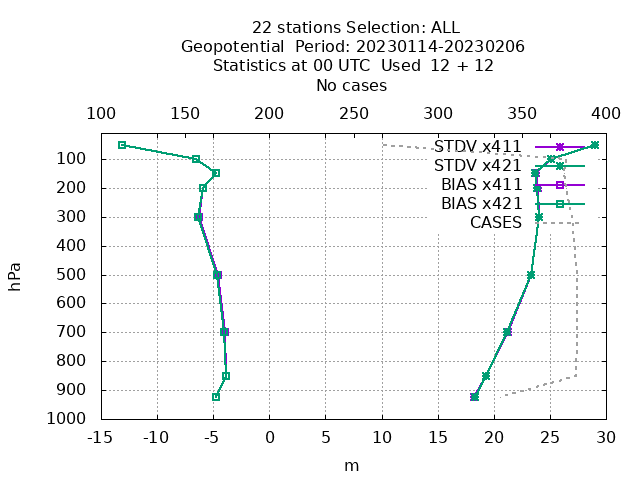 22 stations Selection: ALL
Geopotential  Period: 20230114-20230206
Statistics at 00 UTC  Used  12 + 12
No cases
100 150 200 250 300 350 400
STDV x411
STDV x421
BIAS x411
BIAS x421
CASES
100
200
300
400
500
600
700
800
900
1000
hPa
-15 -10 -5 0 5 10 15 20 25 30
m